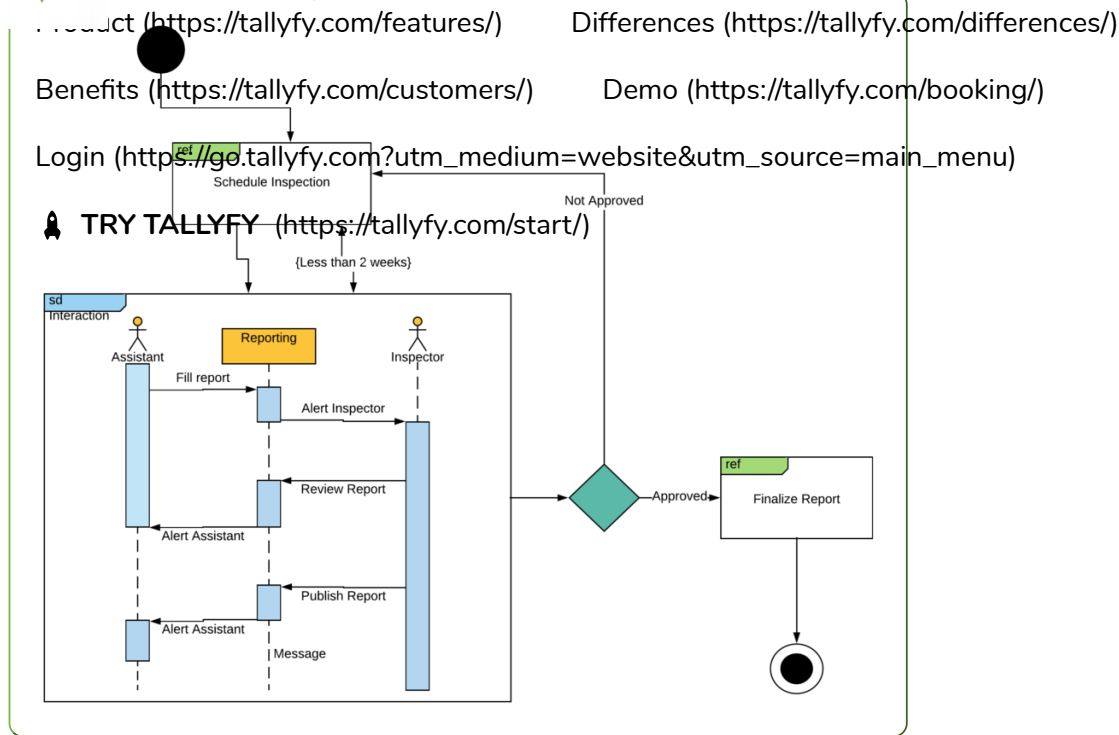 Product (https://tallyfy.com/features/) Differences (https://tallyfy.com/differences/)
Benefits (https://tallyfy.com/customers/) Demo (https://tallyfy.com/booking/)
ref
Login (https://go.tallyfy.com?utm_medium=website&utm_source=main_menu)
Schedule Inspection
Not Approved
TRY TALLYFY (https://tallyfy.com/start/)
{Less than 2 weeks}
sd
Interaction
Reporting
Assistant
Inspector
Fill report
Alert Inspector
ref
Review Report
Approved
Finalize Report
Alert Assistant
Publish Report
Alert Assistant
Message